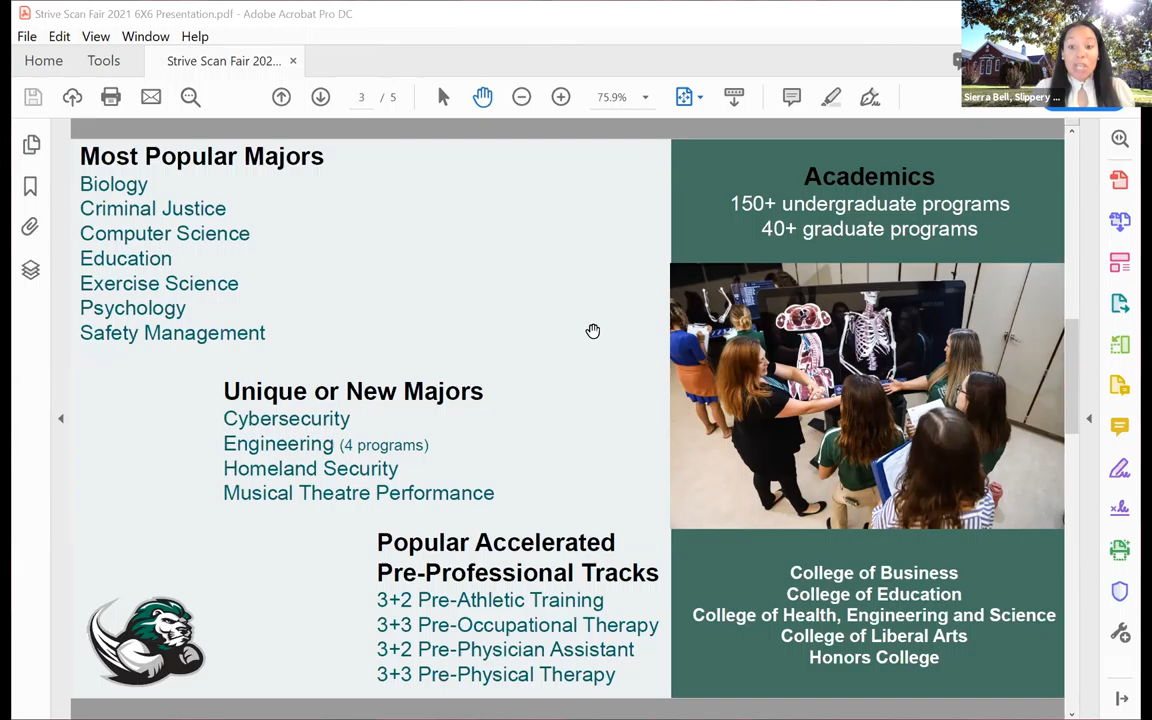 Strive Scan Fair 2021 6X6 Presentation.pdf - Adobe Acrobat Pro DC
File Edit View Window Help
Home Tools Strive Scan Fair 202... ×
3 / 5 75.9%
Sierra Bell, Slippery ...
Most Popular Majors
Biology
Criminal Justice
Computer Science
Education
Exercise Science
Psychology
Safety Management
Unique or New Majors
Cybersecurity
Engineering (4 programs)
Homeland Security
Musical Theatre Performance
Popular Accelerated
Pre-Professional Tracks
3+2 Pre-Athletic Training
3+3 Pre-Occupational Therapy
3+2 Pre-Physician Assistant
3+3 Pre-Physical Therapy
Academics
150+ undergraduate programs
40+ graduate programs
College of Business
College of Education
College of Health, Engineering and Science
College of Liberal Arts
Honors College